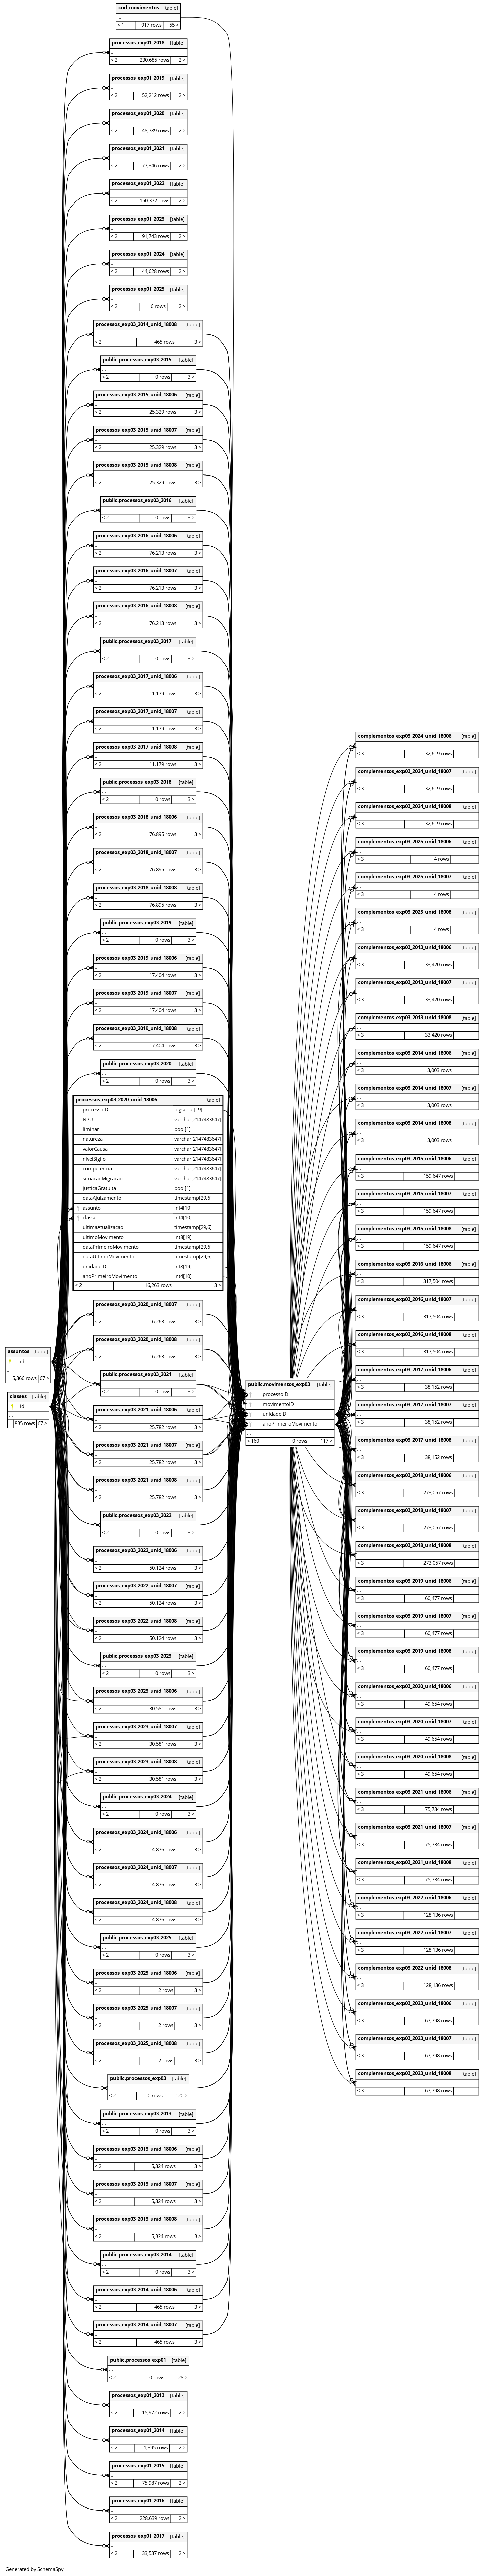 cod_movimentos [table]
...
< 1 917 rows 55 >
processos_exp01_2018 [table]
...
< 2 230,685 rows 2 >
processos_exp01_2019 [table]
...
< 2 52,212 rows 2 >
processos_exp01_2020 [table]
...
< 2 48,789 rows 2 >
processos_exp01_2021 [table]
...
< 2 77,346 rows 2 >
processos_exp01_2022 [table]
...
< 2 150,372 rows 2 >
processos_exp01_2023 [table]
...
< 2 91,743 rows 2 >
processos_exp01_2024 [table]
...
< 2 44,628 rows 2 >
processos_exp01_2025 [table]
...
< 2 6 rows 2 >
processos_exp03_2014_unid_18008 [table]
...
< 2 465 rows 3 >
public.processos_exp03_2015 [table]
...
< 2 0 rows 3 >
processos_exp03_2015_unid_18006 [table]
...
< 2 25,329 rows 3 >
processos_exp03_2015_unid_18007 [table]
...
< 2 25,329 rows 3 >
processos_exp03_2015_unid_18008 [table]
...
< 2 25,329 rows 3 >
public.processos_exp03_2016 [table]
...
< 2 0 rows 3 >
processos_exp03_2016_unid_18006 [table]
...
< 2 76,213 rows 3 >
processos_exp03_2016_unid_18007 [table]
...
< 2 76,213 rows 3 >
processos_exp03_2016_unid_18008 [table]
...
< 2 76,213 rows 3 >
public.processos_exp03_2017 [table]
...
< 2 0 rows 3 >
processos_exp03_2017_unid_18006 [table]
...
< 2 11,179 rows 3 >
processos_exp03_2017_unid_18007 [table]
...
< 2 11,179 rows 3 >
processos_exp03_2017_unid_18008 [table]
...
< 2 11,179 rows 3 >
public.processos_exp03_2018 [table]
...
< 2 0 rows 3 >
processos_exp03_2018_unid_18006 [table]
...
< 2 76,895 rows 3 >
processos_exp03_2018_unid_18007 [table]
...
< 2 76,895 rows 3 >
processos_exp03_2018_unid_18008 [table]
...
< 2 76,895 rows 3 >
public.processos_exp03_2019 [table]
...
< 2 0 rows 3 >
processos_exp03_2019_unid_18006 [table]
...
< 2 17,404 rows 3 >
processos_exp03_2019_unid_18007 [table]
...
< 2 17,404 rows 3 >
processos_exp03_2019_unid_18008 [table]
...
< 2 17,404 rows 3 >
public.processos_exp03_2020 [table]
...
< 2 0 rows 3 >
processos_exp03_2020_unid_18006 [table]
processoID bigserial[19]
NPU varchar[2147483647]
liminar bool[1]
natureza varchar[2147483647]
valorCausa varchar[2147483647]
nivelSigilo varchar[2147483647]
competencia varchar[2147483647]
situacaoMigracao varchar[2147483647]
justicaGratuita bool[1]
dataAjuizamento timestamp[29,6]
assunto int4[10]
classe int4[10]
ultimaAtualizacao timestamp[29,6]
ultimoMovimento int8[19]
dataPrimeiroMovimento timestamp[29,6]
dataUltimoMovimento timestamp[29,6]
unidadeID int8[19]
anoPrimeiroMovimento int4[10]
< 2 16,263 rows 3 >
processos_exp03_2020_unid_18007 [table]
...
< 2 16,263 rows 3 >
processos_exp03_2020_unid_18008 [table]
...
< 2 16,263 rows 3 >
public.processos_exp03_2021 [table]
...
< 2 0 rows 3 >
processos_exp03_2021_unid_18006 [table]
...
< 2 25,782 rows 3 >
processos_exp03_2021_unid_18007 [table]
...
< 2 25,782 rows 3 >
processos_exp03_2021_unid_18008 [table]
...
< 2 25,782 rows 3 >
public.processos_exp03_2022 [table]
...
< 2 0 rows 3 >
processos_exp03_2022_unid_18006 [table]
...
< 2 50,124 rows 3 >
processos_exp03_2022_unid_18007 [table]
...
< 2 50,124 rows 3 >
processos_exp03_2022_unid_18008 [table]
...
< 2 50,124 rows 3 >
public.processos_exp03_2023 [table]
...
< 2 0 rows 3 >
processos_exp03_2023_unid_18006 [table]
...
< 2 30,581 rows 3 >
processos_exp03_2023_unid_18007 [table]
...
< 2 30,581 rows 3 >
processos_exp03_2023_unid_18008 [table]
...
< 2 30,581 rows 3 >
public.processos_exp03_2024 [table]
...
< 2 0 rows 3 >
processos_exp03_2024_unid_18006 [table]
...
< 2 14,876 rows 3 >
processos_exp03_2024_unid_18007 [table]
...
< 2 14,876 rows 3 >
processos_exp03_2024_unid_18008 [table]
...
< 2 14,876 rows 3 >
public.processos_exp03_2025 [table]
...
< 2 0 rows 3 >
processos_exp03_2025_unid_18006 [table]
...
< 2 2 rows 3 >
processos_exp03_2025_unid_18007 [table]
...
< 2 2 rows 3 >
processos_exp03_2025_unid_18008 [table]
...
< 2 2 rows 3 >
public.processos_exp03 [table]
...
< 2 0 rows 120 >
public.processos_exp03_2013 [table]
...
< 2 0 rows 3 >
processos_exp03_2013_unid_18006 [table]
...
< 2 5,324 rows 3 >
processos_exp03_2013_unid_18007 [table]
...
< 2 5,324 rows 3 >
processos_exp03_2013_unid_18008 [table]
...
< 2 5,324 rows 3 >
public.processos_exp03_2014 [table]
...
< 2 0 rows 3 >
processos_exp03_2014_unid_18006 [table]
...
< 2 465 rows 3 >
processos_exp03_2014_unid_18007 [table]
...
< 2 465 rows 3 >
public.processos_exp01 [table]
...
< 2 0 rows 28 >
processos_exp01_2013 [table]
...
< 2 15,972 rows 2 >
processos_exp01_2014 [table]
...
< 2 1,395 rows 2 >
processos_exp01_2015 [table]
...
< 2 75,987 rows 2 >
processos_exp01_2016 [table]
...
< 2 228,639 rows 2 >
processos_exp01_2017 [table]
...
< 2 33,537 rows 2 >
assuntos [table]
id
...
5,366 rows 67 >
classes [table]
id
...
835 rows 67 >
public.movimentos_exp03 [table]
processoID
movimentoID
unidadeID
anoPrimeiroMovimento
...
< 160 0 rows 117 >
complementos_exp03_2024_unid_18006 [table]
...
< 3 32,619 rows
complementos_exp03_2024_unid_18007 [table]
...
< 3 32,619 rows
complementos_exp03_2024_unid_18008 [table]
...
< 3 32,619 rows
complementos_exp03_2025_unid_18006 [table]
...
< 3 4 rows
complementos_exp03_2025_unid_18007 [table]
...
< 3 4 rows
complementos_exp03_2025_unid_18008 [table]
...
< 3 4 rows
complementos_exp03_2013_unid_18006 [table]
...
< 3 33,420 rows
complementos_exp03_2013_unid_18007 [table]
...
< 3 33,420 rows
complementos_exp03_2013_unid_18008 [table]
...
< 3 33,420 rows
complementos_exp03_2014_unid_18006 [table]
...
< 3 3,003 rows
complementos_exp03_2014_unid_18007 [table]
...
< 3 3,003 rows
complementos_exp03_2014_unid_18008 [table]
...
< 3 3,003 rows
complementos_exp03_2015_unid_18006 [table]
...
< 3 159,647 rows
complementos_exp03_2015_unid_18007 [table]
...
< 3 159,647 rows
complementos_exp03_2015_unid_18008 [table]
...
< 3 159,647 rows
complementos_exp03_2016_unid_18006 [table]
...
< 3 317,504 rows
complementos_exp03_2016_unid_18007 [table]
...
< 3 317,504 rows
complementos_exp03_2016_unid_18008 [table]
...
< 3 317,504 rows
complementos_exp03_2017_unid_18006 [table]
...
< 3 38,152 rows
complementos_exp03_2017_unid_18007 [table]
...
< 3 38,152 rows
complementos_exp03_2017_unid_18008 [table]
...
< 3 38,152 rows
complementos_exp03_2018_unid_18006 [table]
...
< 3 273,057 rows
complementos_exp03_2018_unid_18007 [table]
...
< 3 273,057 rows
complementos_exp03_2018_unid_18008 [table]
...
< 3 273,057 rows
complementos_exp03_2019_unid_18006 [table]
...
< 3 60,477 rows
complementos_exp03_2019_unid_18007 [table]
...
< 3 60,477 rows
complementos_exp03_2019_unid_18008 [table]
...
< 3 60,477 rows
complementos_exp03_2020_unid_18006 [table]
...
< 3 49,654 rows
complementos_exp03_2020_unid_18007 [table]
...
< 3 49,654 rows
complementos_exp03_2020_unid_18008 [table]
...
< 3 49,654 rows
complementos_exp03_2021_unid_18006 [table]
...
< 3 75,734 rows
complementos_exp03_2021_unid_18007 [table]
...
< 3 75,734 rows
complementos_exp03_2021_unid_18008 [table]
...
< 3 75,734 rows
complementos_exp03_2022_unid_18006 [table]
...
< 3 128,136 rows
complementos_exp03_2022_unid_18007 [table]
...
< 3 128,136 rows
complementos_exp03_2022_unid_18008 [table]
...
< 3 128,136 rows
complementos_exp03_2023_unid_18006 [table]
...
< 3 67,798 rows
complementos_exp03_2023_unid_18007 [table]
...
< 3 67,798 rows
complementos_exp03_2023_unid_18008 [table]
...
< 3 67,798 rows
Generated by SchemaSpy